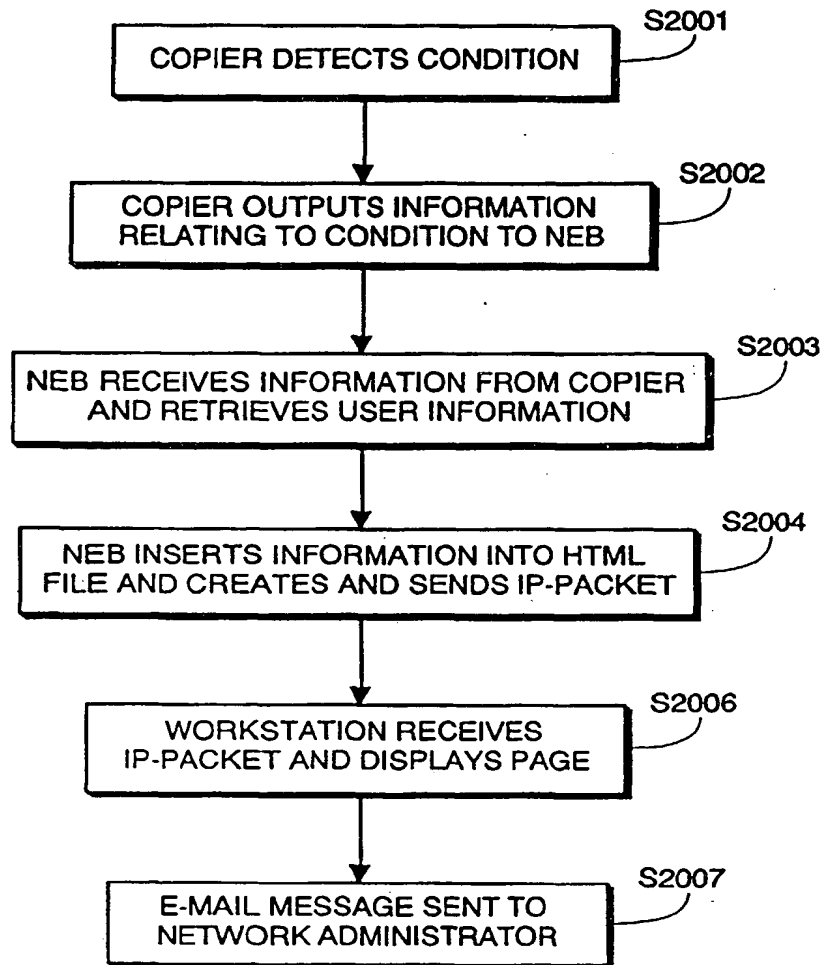 S2001
COPIER DETECTS CONDITION
S2002
COPIER OUTPUTS INFORMATION
RELATING TO CONDITION TO NEB
S2003
NEB RECEIVES INFORMATION FROM COPIER
AND RETRIEVES USER INFORMATION
S2004
NEB INSERTS INFORMATION INTO HTML
FILE AND CREATES AND SENDS IP-PACKET
S2006
WORKSTATION RECEIVES
IP-PACKET AND DISPLAYS PAGE
S2007
E-MAIL MESSAGE SENT TO
NETWORK ADMINISTRATOR